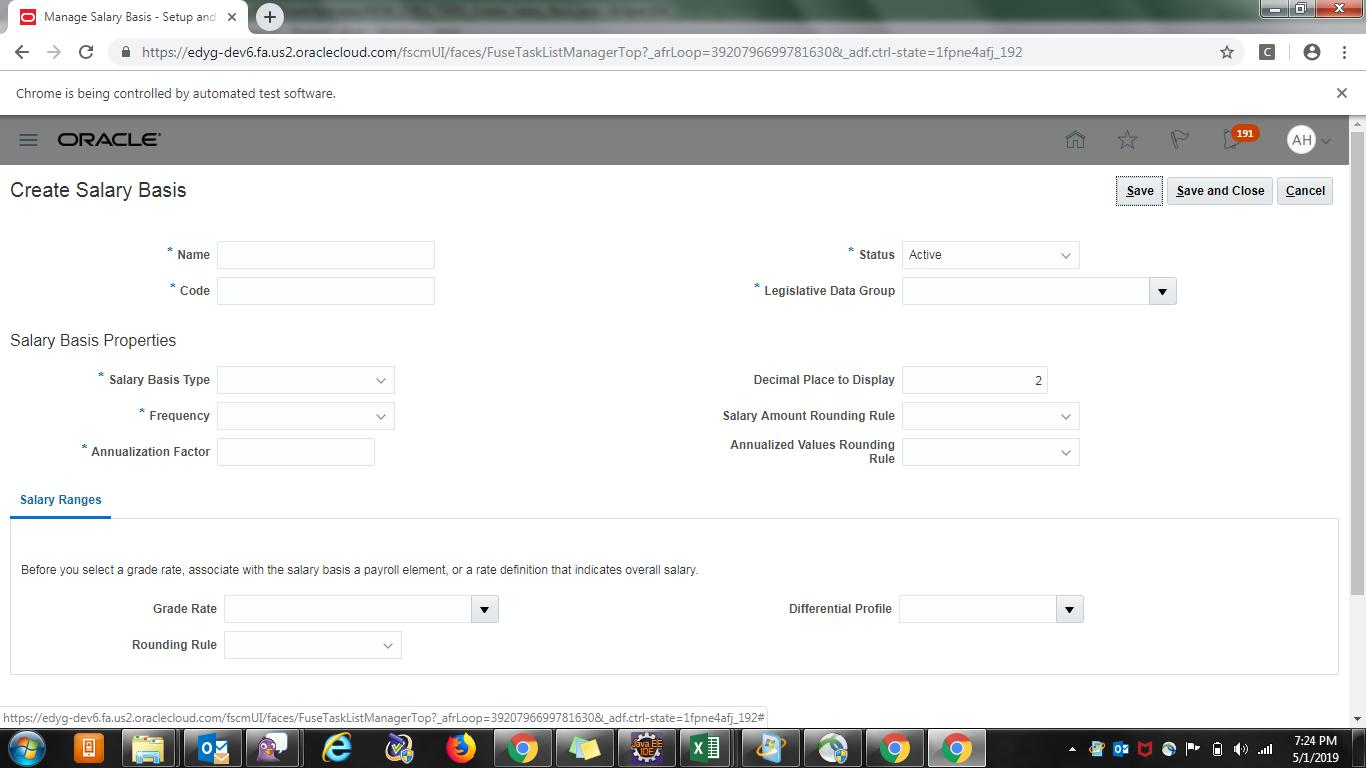 Manage Salary Basis - Setup and
https://edyg-dev6.fa.us2.oraclecloud.com/fscmUI/faces/FuseTaskListManagerTop?_afrLoop=3920796699781630&_adf.ctrl-state=1fpne4afj_192
C
Chrome is being controlled by automated test software.
ORACLE
191
AH
Create Salary Basis
Save
Save and Close
Cancel
* Name
* Status Active
* Code
* Legislative Data Group
Salary Basis Properties
* Salary Basis Type
Decimal Place to Display 2
* Frequency
Salary Amount Rounding Rule
* Annualization Factor
Annualized Values Rounding
Rule
Salary Ranges
Before you select a grade rate, associate with the salary basis a payroll element, or a rate definition that indicates overall salary.
Grade Rate
Differential Profile
Rounding Rule
https://edyg-dev6.fa.us2.oraclecloud.com/fscmUI/faces/FuseTaskListManagerTop?_afrLoop=3920796699781630&_adf.ctrl-state=1fpne4afj_192#
Java EE
IDE
7:24 PM
5/1/2019